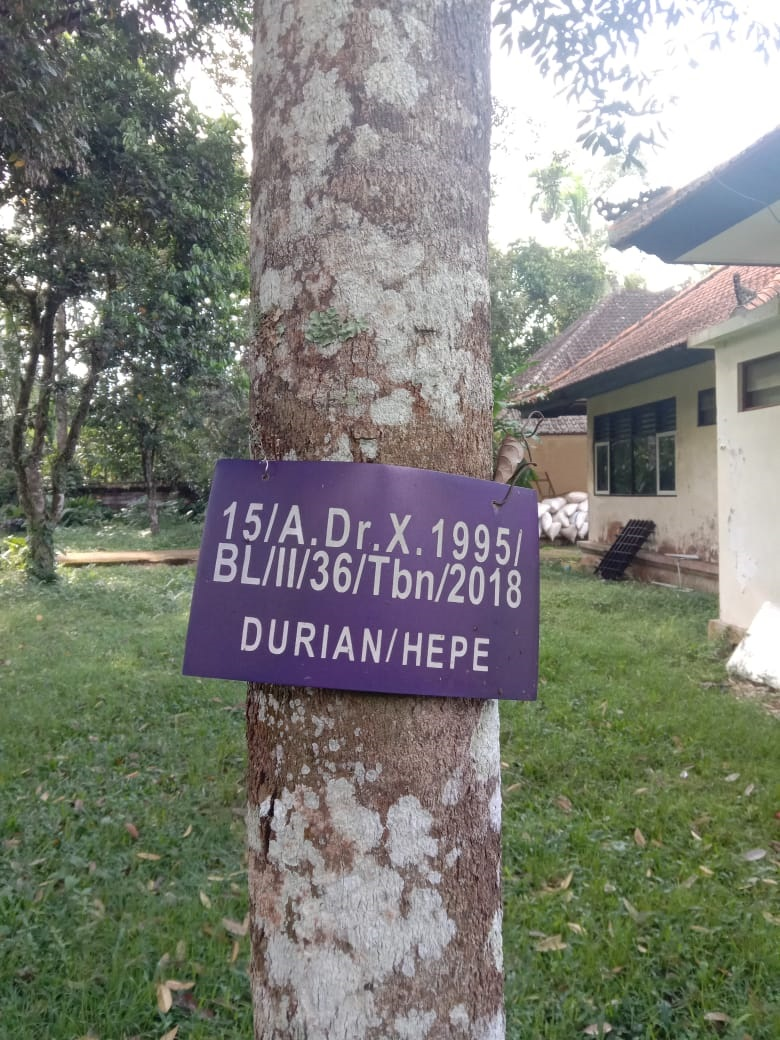 15/A.Dr.X.1995/
BL/II/36/Tbn/2018
DURIAN/HEPE